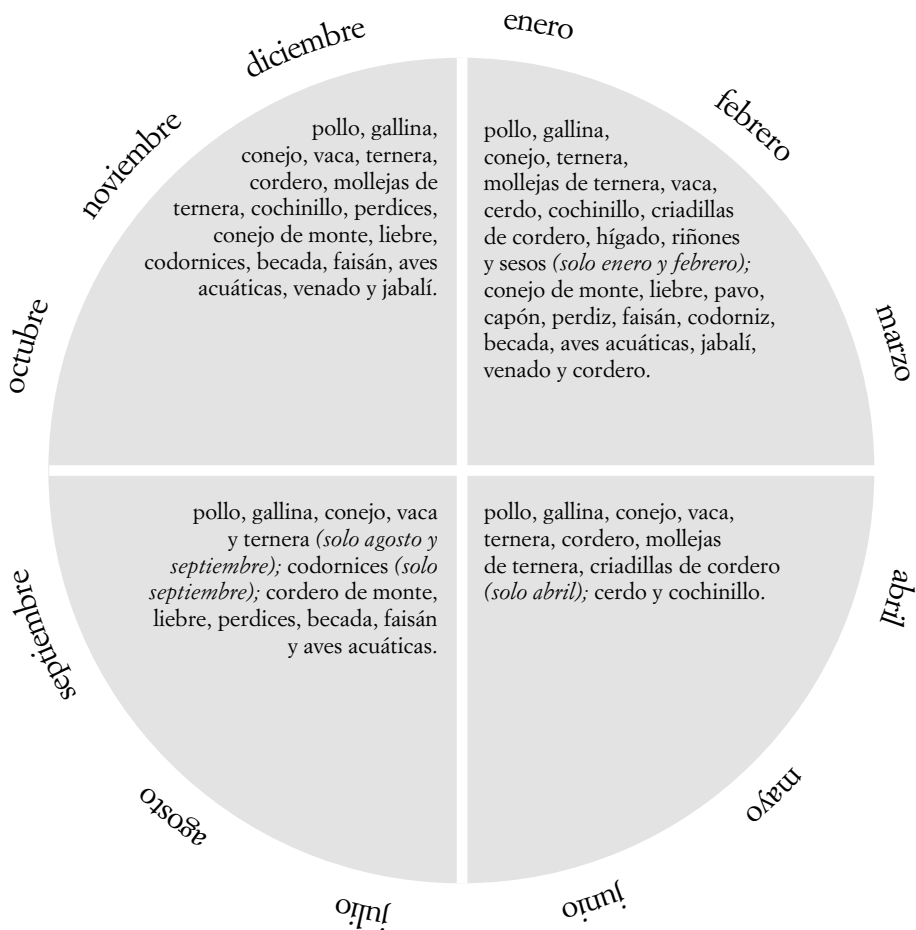 enero
febrero
marzo
abril
mayo
junio
julio
agosto
septiembre
octubre
noviembre
diciembre
pollo, gallina,
conejo, ternera,
mollejas de ternera, vaca,
cerdo, cochinillo, criadillas
de cordero, hígado, riñones
y sesos (solo enero y febrero);
conejo de monte, liebre, pavo,
capón, perdiz, faisán, codorniz,
becada, aves acuáticas, jabalí,
venado y cordero.
pollo, gallina, conejo, vaca,
ternera, cordero, mollejas
de ternera, criadillas de cordero
(solo abril); cerdo y cochinillo.
pollo, gallina, conejo, vaca
y ternera (solo agosto y
septiembre); codornices (solo
septiembre); cordero de monte,
liebre, perdices, becada, faisán
y aves acuáticas.
pollo, gallina,
conejo, vaca, ternera,
cordero, mollejas de
ternera, cochinillo, perdices,
conejo de monte, liebre,
codornices, becada, faisán, aves
acuáticas, venado y jabalí.